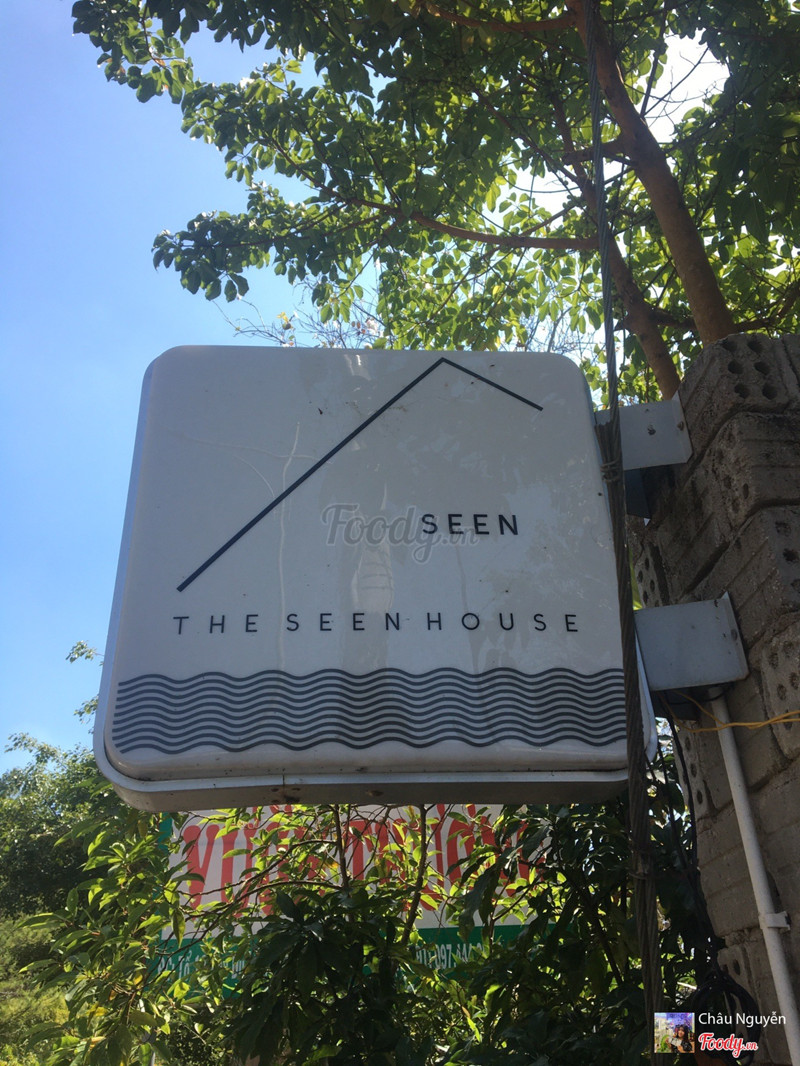 Foody.vn
SEEN
THE SEEN HOUSE
Châu Nguyễn
Foody.vn